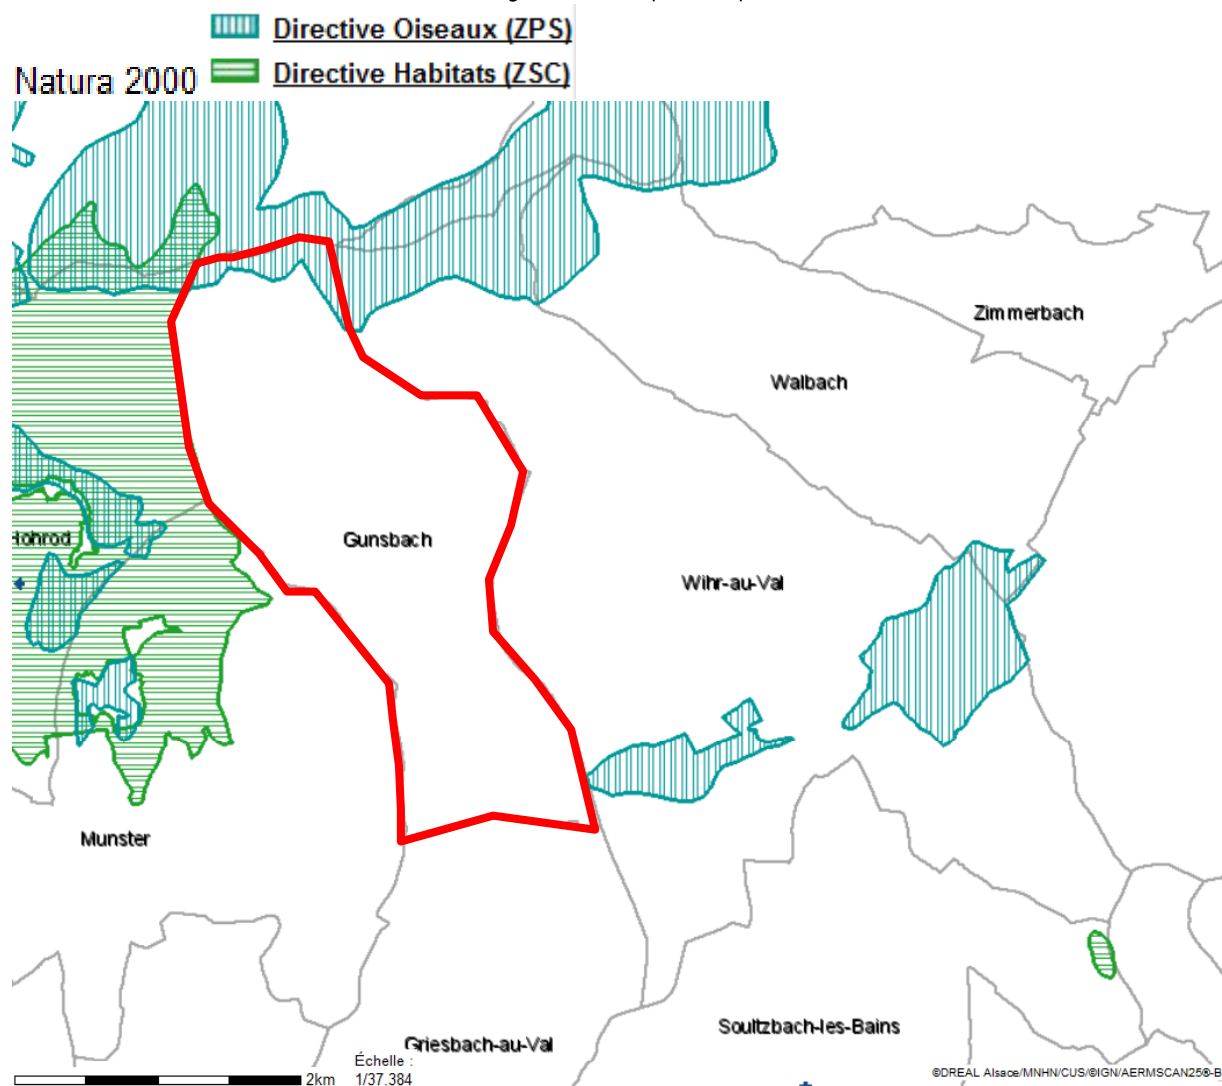 Directive Oiseaux (ZPS)
Natura 2000
Directive Habitats (ZSC)
Zimmerbach
Walbach
Hohrod
Gunsbach
Wihr-au-Val
Munster
Soultzbach-les-Bains
Griesbach-au-Val
Échelle :
2km
1/37.384
©DREAL Alsace/MNHN/CUS/©IGN/AERMSCAN25®-B